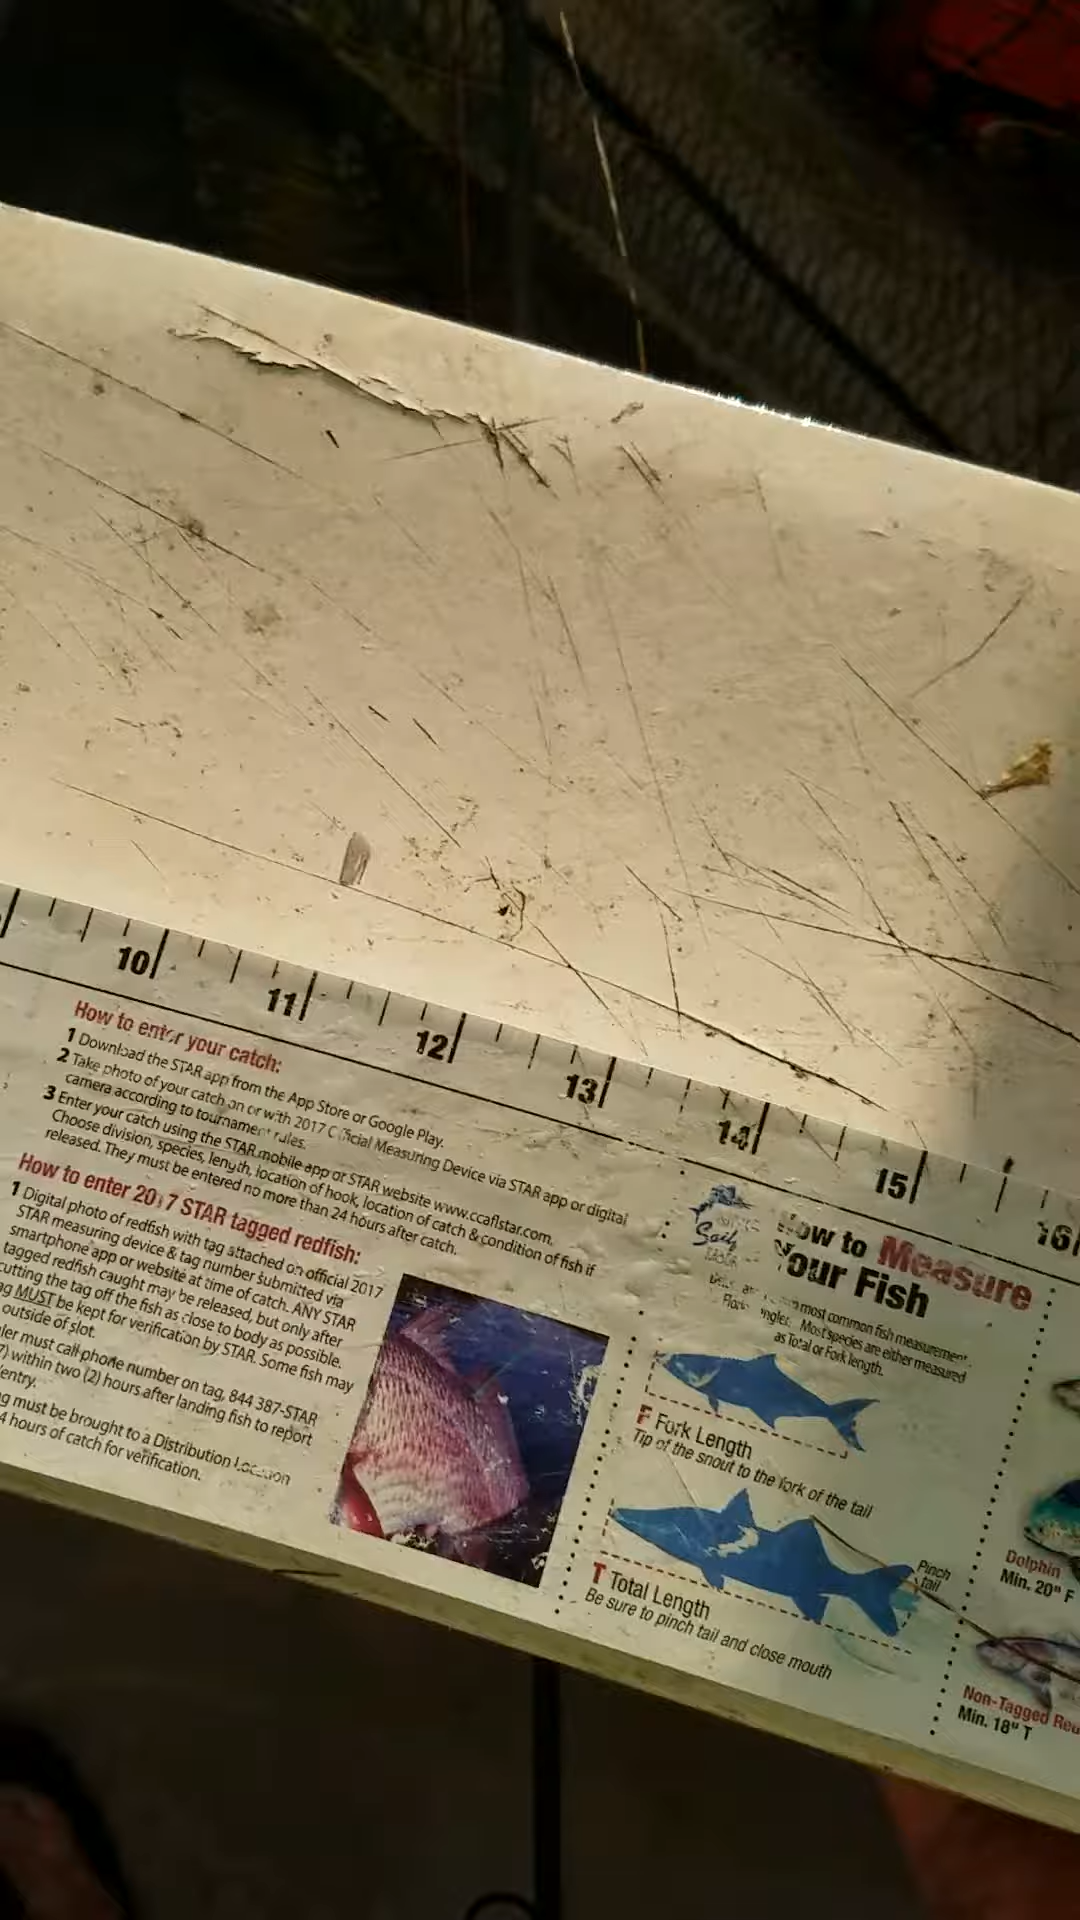 10 11 12 13 14 15 16
How to enter your catch:
1 Download the STAR app from the App Store or Google Play.
2 Take photo of your catch on or with 2017 Official Measuring Device via STAR app or digital
camera according to tournament rules.
3 Enter your catch using the STAR mobile app or STAR website www.ccaflstar.com.
Choose division, species, length, location of hook, location of catch & condition of fish if
released. They must be entered no more than 24 hours after catch.
How to enter 2017 STAR tagged redfish:
1 Digital photo of redfish with tag attached on official 2017
STAR measuring device & tag number submitted via
smartphone app or website at time of catch. ANY STAR
tagged redfish caught may be released, but only after
cutting the tag off the fish as close to body as possible.
MUST be kept for verification by STAR. Some fish may
outside of slot.
must call phone number on tag, 844 387-STAR
within two (2) hours after landing fish to report
entry.
must be brought to a Distribution Location
4 hours of catch for verification.
How to Measure
Your Fish
most common fish measurement
Most species are either measured
as Total or Fork length.
F Fork Length
Tip of the snout to the fork of the tail
Pinch
tail
T Total Length
Be sure to pinch tail and close mouth
Dolphin
Min. 20" F
Non-Tagged
Min. 18" T